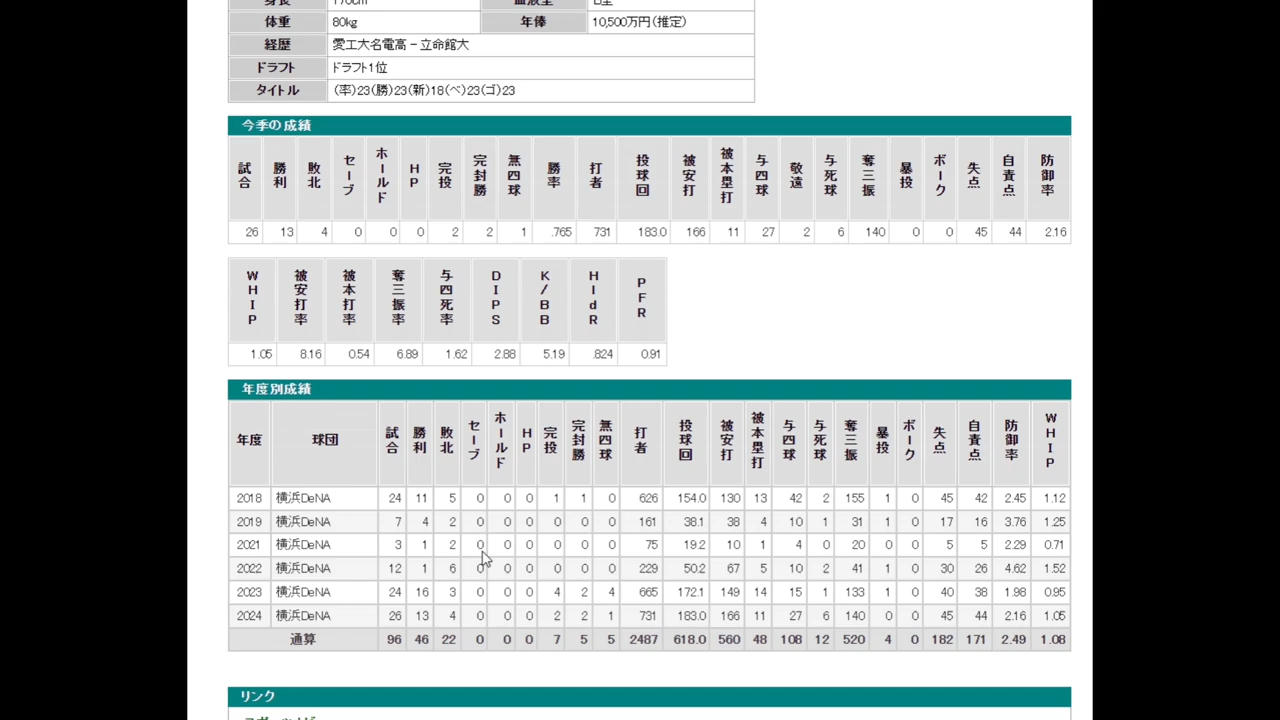 体重 80kg 年俸 10,500万円(推定)
経歴 愛工大名電高 − 立命館大
ドラフト ドラフト1位
タイトル (率)23(勝)23(新)18(ベ)23(ゴ)23
今季の成績
試合 勝利 敗北 セーブ ホールド HP 完投 完封勝 無四球 勝率 打者 投球回 被安打 被本塁打 与四球 敬遠 与死球 奪三振 暴投 ボーク 失点 自責点 防御率
26 13 4 0 0 0 2 2 1 .765 731 183.0 166 11 27 2 6 140 0 0 45 44 2.16
WHIP 被安打率 被本打率 奪三振率 与四死率 DIPS K/BB HldR PFR
1.05 8.16 0.54 6.89 1.62 2.88 5.19 .824 0.91
年度別成績
年度 球団 試合 勝利 敗北 セーブ ホールド HP 完投 完封勝 無四球 打者 投球回 被安打 被本塁打 与四球 与死球 奪三振 暴投 ボーク 失点 自責点 防御率 WHIP
2018 横浜DeNA 24 11 5 0 0 0 1 1 0 626 154.0 130 13 42 2 155 1 0 45 42 2.45 1.12
2019 横浜DeNA 7 4 2 0 0 0 0 0 0 161 38.1 38 4 10 1 31 1 0 17 16 3.76 1.25
2021 横浜DeNA 3 1 2 0 0 0 0 0 0 75 19.2 10 1 4 0 20 0 0 5 5 2.29 0.71
2022 横浜DeNA 12 1 6 0 0 0 0 0 0 229 50.2 67 5 10 2 41 1 0 30 26 4.62 1.52
2023 横浜DeNA 24 16 3 0 0 0 4 2 4 665 172.1 149 14 15 1 133 1 0 40 38 1.98 0.95
2024 横浜DeNA 26 13 4 0 0 0 2 2 1 731 183.0 166 11 27 6 140 0 0 45 44 2.16 1.05
通算 96 46 22 0 0 0 7 5 5 2487 618.0 560 48 108 12 520 4 0 182 171 2.49 1.08
リンク